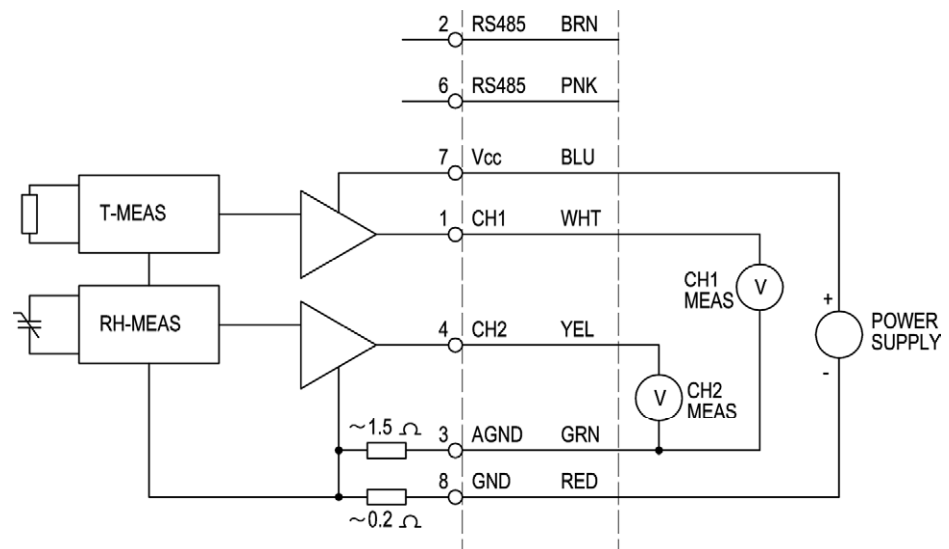 2 RS485 BRN
6 RS485 PNK
7 Vcc BLU
T-MEAS
1 CH1 WHT
CH1
MEAS
V
RH-MEAS
+
POWER
SUPPLY
-
4 CH2 YEL
V
CH2
MEAS
~1.5 Ω
3 AGND GRN
8 GND RED
~0.2 Ω